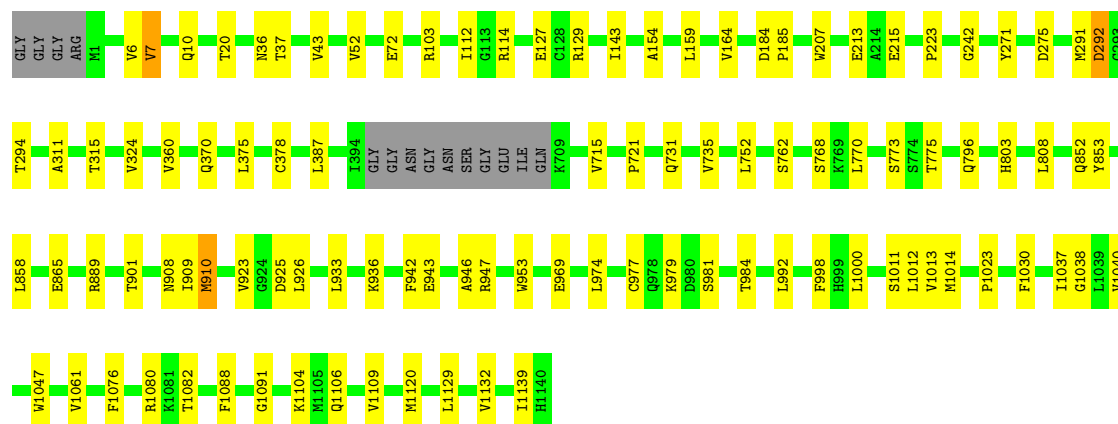 GLY GLY GLY ARG M1 V6 V7 Q10 T20 N36 T37 V43 V52 E72 R103 I112 G113 R114 E127 C128 R129 I143 A154 L159 V164 D184 P185 W207 E213 A214 E215 P223 G242 Y271 D275 M291 D292 C293
T294 A311 T315 V324 V360 Q370 L375 C378 L387 I394 GLY GLY ASN GLY ASN SER GLY GLU ILE GLN K709 V715 P721 Q731 V735 L752 S762 S768 K769 L770 S773 S774 T775 Q796 H803 L808 Q852 Y853
L858 E865 R889 T901 N908 I909 M910 V923 G924 D925 L926 L933 K936 F942 E943 A946 R947 W953 E969 L974 C977 Q978 K979 D980 S981 T984 L992 F998 H999 L1000 S1011 L1012 V1013 M1014 P1023 F1030 I1037 G1038 L1039 V1040
W1047 V1061 F1076 R1080 K1081 T1082 F1088 G1091 K1104 M1105 Q1106 V1109 M1120 L1129 V1132 I1139 H1140